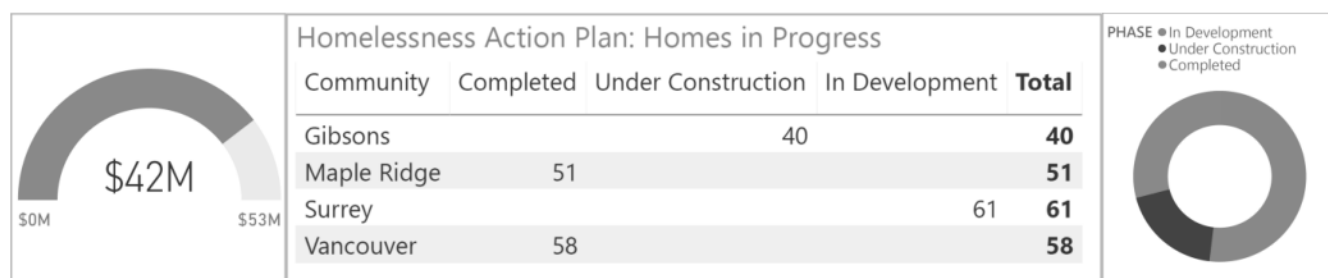 $42M
$0M $53M
Homelessness Action Plan: Homes in Progress
Community Completed Under Construction In Development Total
Gibsons 40 40
Maple Ridge 51 51
Surrey 61 61
Vancouver 58 58
PHASE In Development
Under Construction
Completed